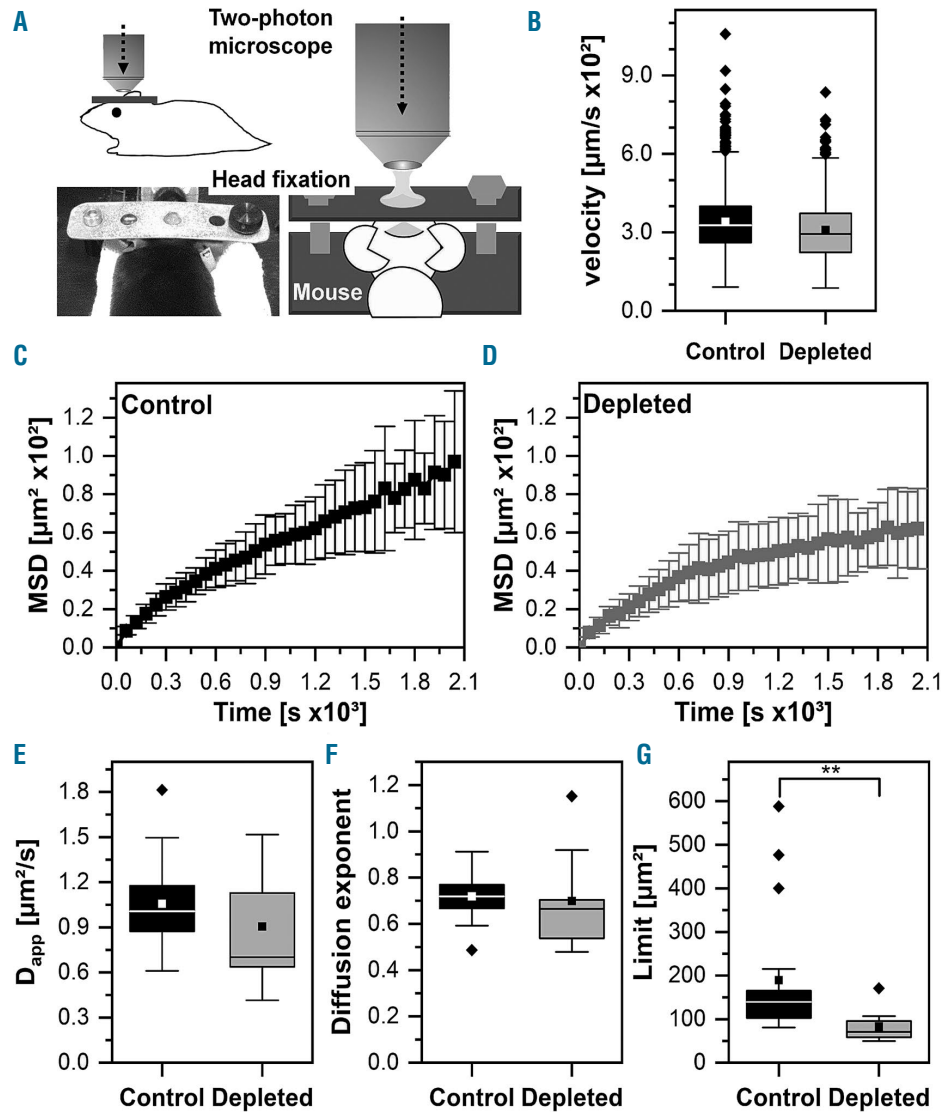 A
Two-photon
microscope
Head fixation
Mouse
B
velocity [µm/s x10²]
9.0
6.0
3.0
0.0
Control Depleted
C
Control
MSD [µm² x10²]
1.2
1.0
0.8
0.6
0.4
0.2
0.0
0.0 0.3 0.6 0.9 1.2 1.5 1.8 2.1
Time [s x10³]
D
Depleted
MSD [µm² x10²]
1.2
1.0
0.8
0.6
0.4
0.2
0.0
0.0 0.3 0.6 0.9 1.2 1.5 1.8 2.1
Time [s x10³]
E
Dapp [µm²/s]
1.8
1.5
1.2
0.9
0.6
0.3
0.0
Control Depleted
F
Diffusion exponent
1.2
1.0
0.8
0.6
0.4
0.2
0.0
Control Depleted
G
Limit [µm²]
600
500
400
300
200
100
0
**
Control Depleted